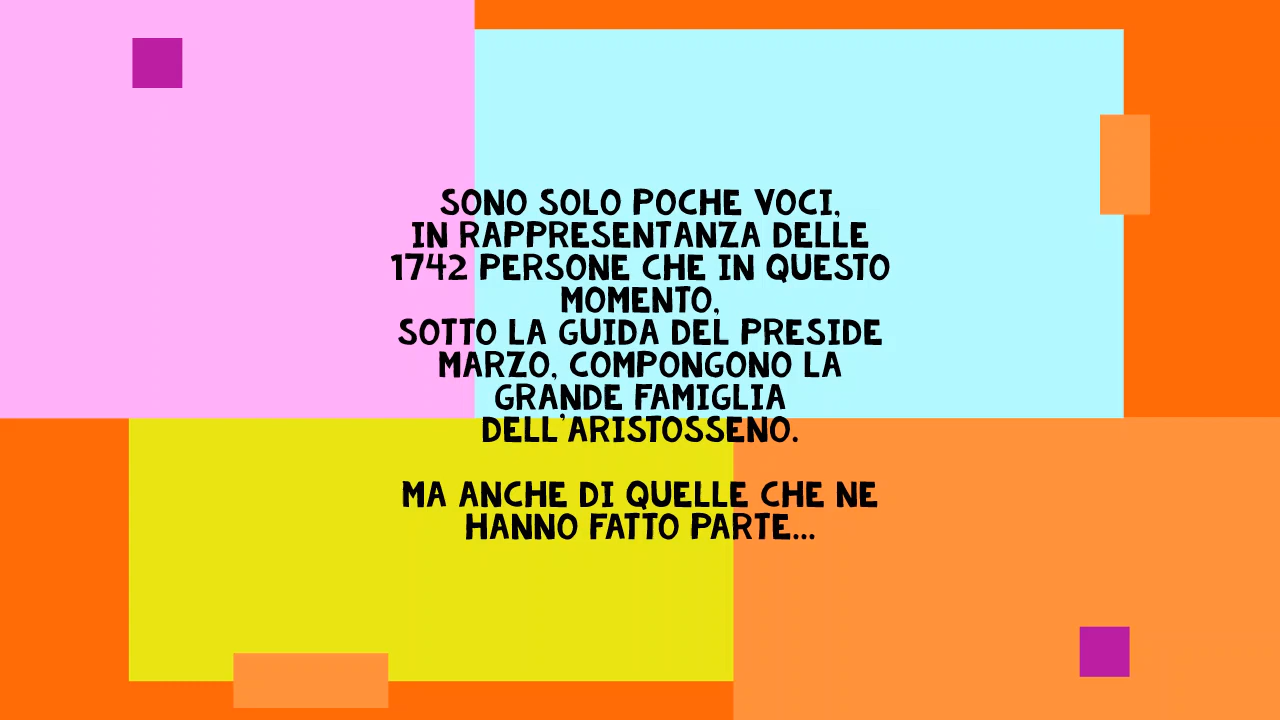 SONO SOLO POCHE VOCI,
IN RAPPRESENTANZA DELLE
1742 PERSONE CHE IN QUESTO
MOMENTO,
SOTTO LA GUIDA DEL PRESIDE
MARZO, COMPONGONO LA
GRANDE FAMIGLIA
DELL'ARISTOSSENO.
MA ANCHE DI QUELLE CHE NE
HANNO FATTO PARTE...